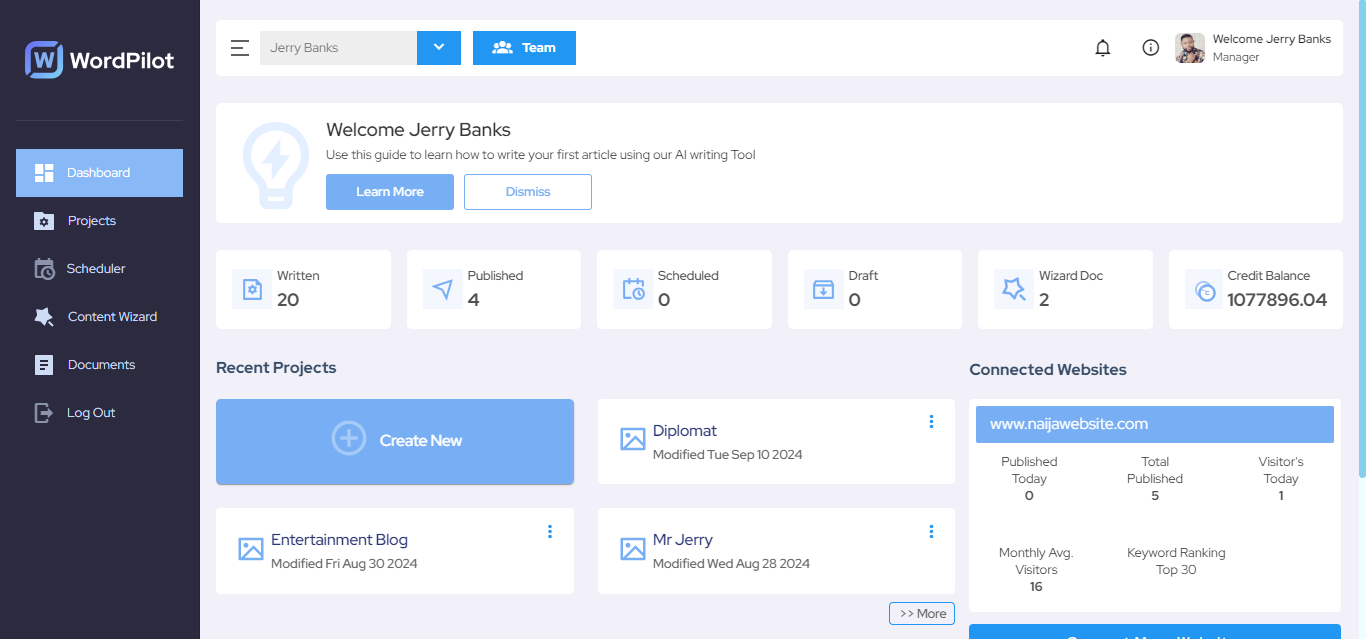 W WordPilot
Jerry Banks
Team
Welcome Jerry Banks
Manager
Dashboard
Projects
Scheduler
Content Wizard
Documents
Log Out
Welcome Jerry Banks
Use this guide to learn how to write your first article using our AI writing Tool
Learn More
Dismiss
Written
20
Published
4
Scheduled
0
Draft
0
Wizard Doc
2
Credit Balance
1077896.04
Recent Projects
Create New
Diplomat
Modified Tue Sep 10 2024
Entertainment Blog
Modified Fri Aug 30 2024
Mr Jerry
Modified Wed Aug 28 2024
>> More
Connected Websites
www.naijawebsite.com
Published
Today
0
Total
Published
5
Visitor's
Today
1
Monthly Avg.
Visitors
16
Keyword Ranking
Top 30